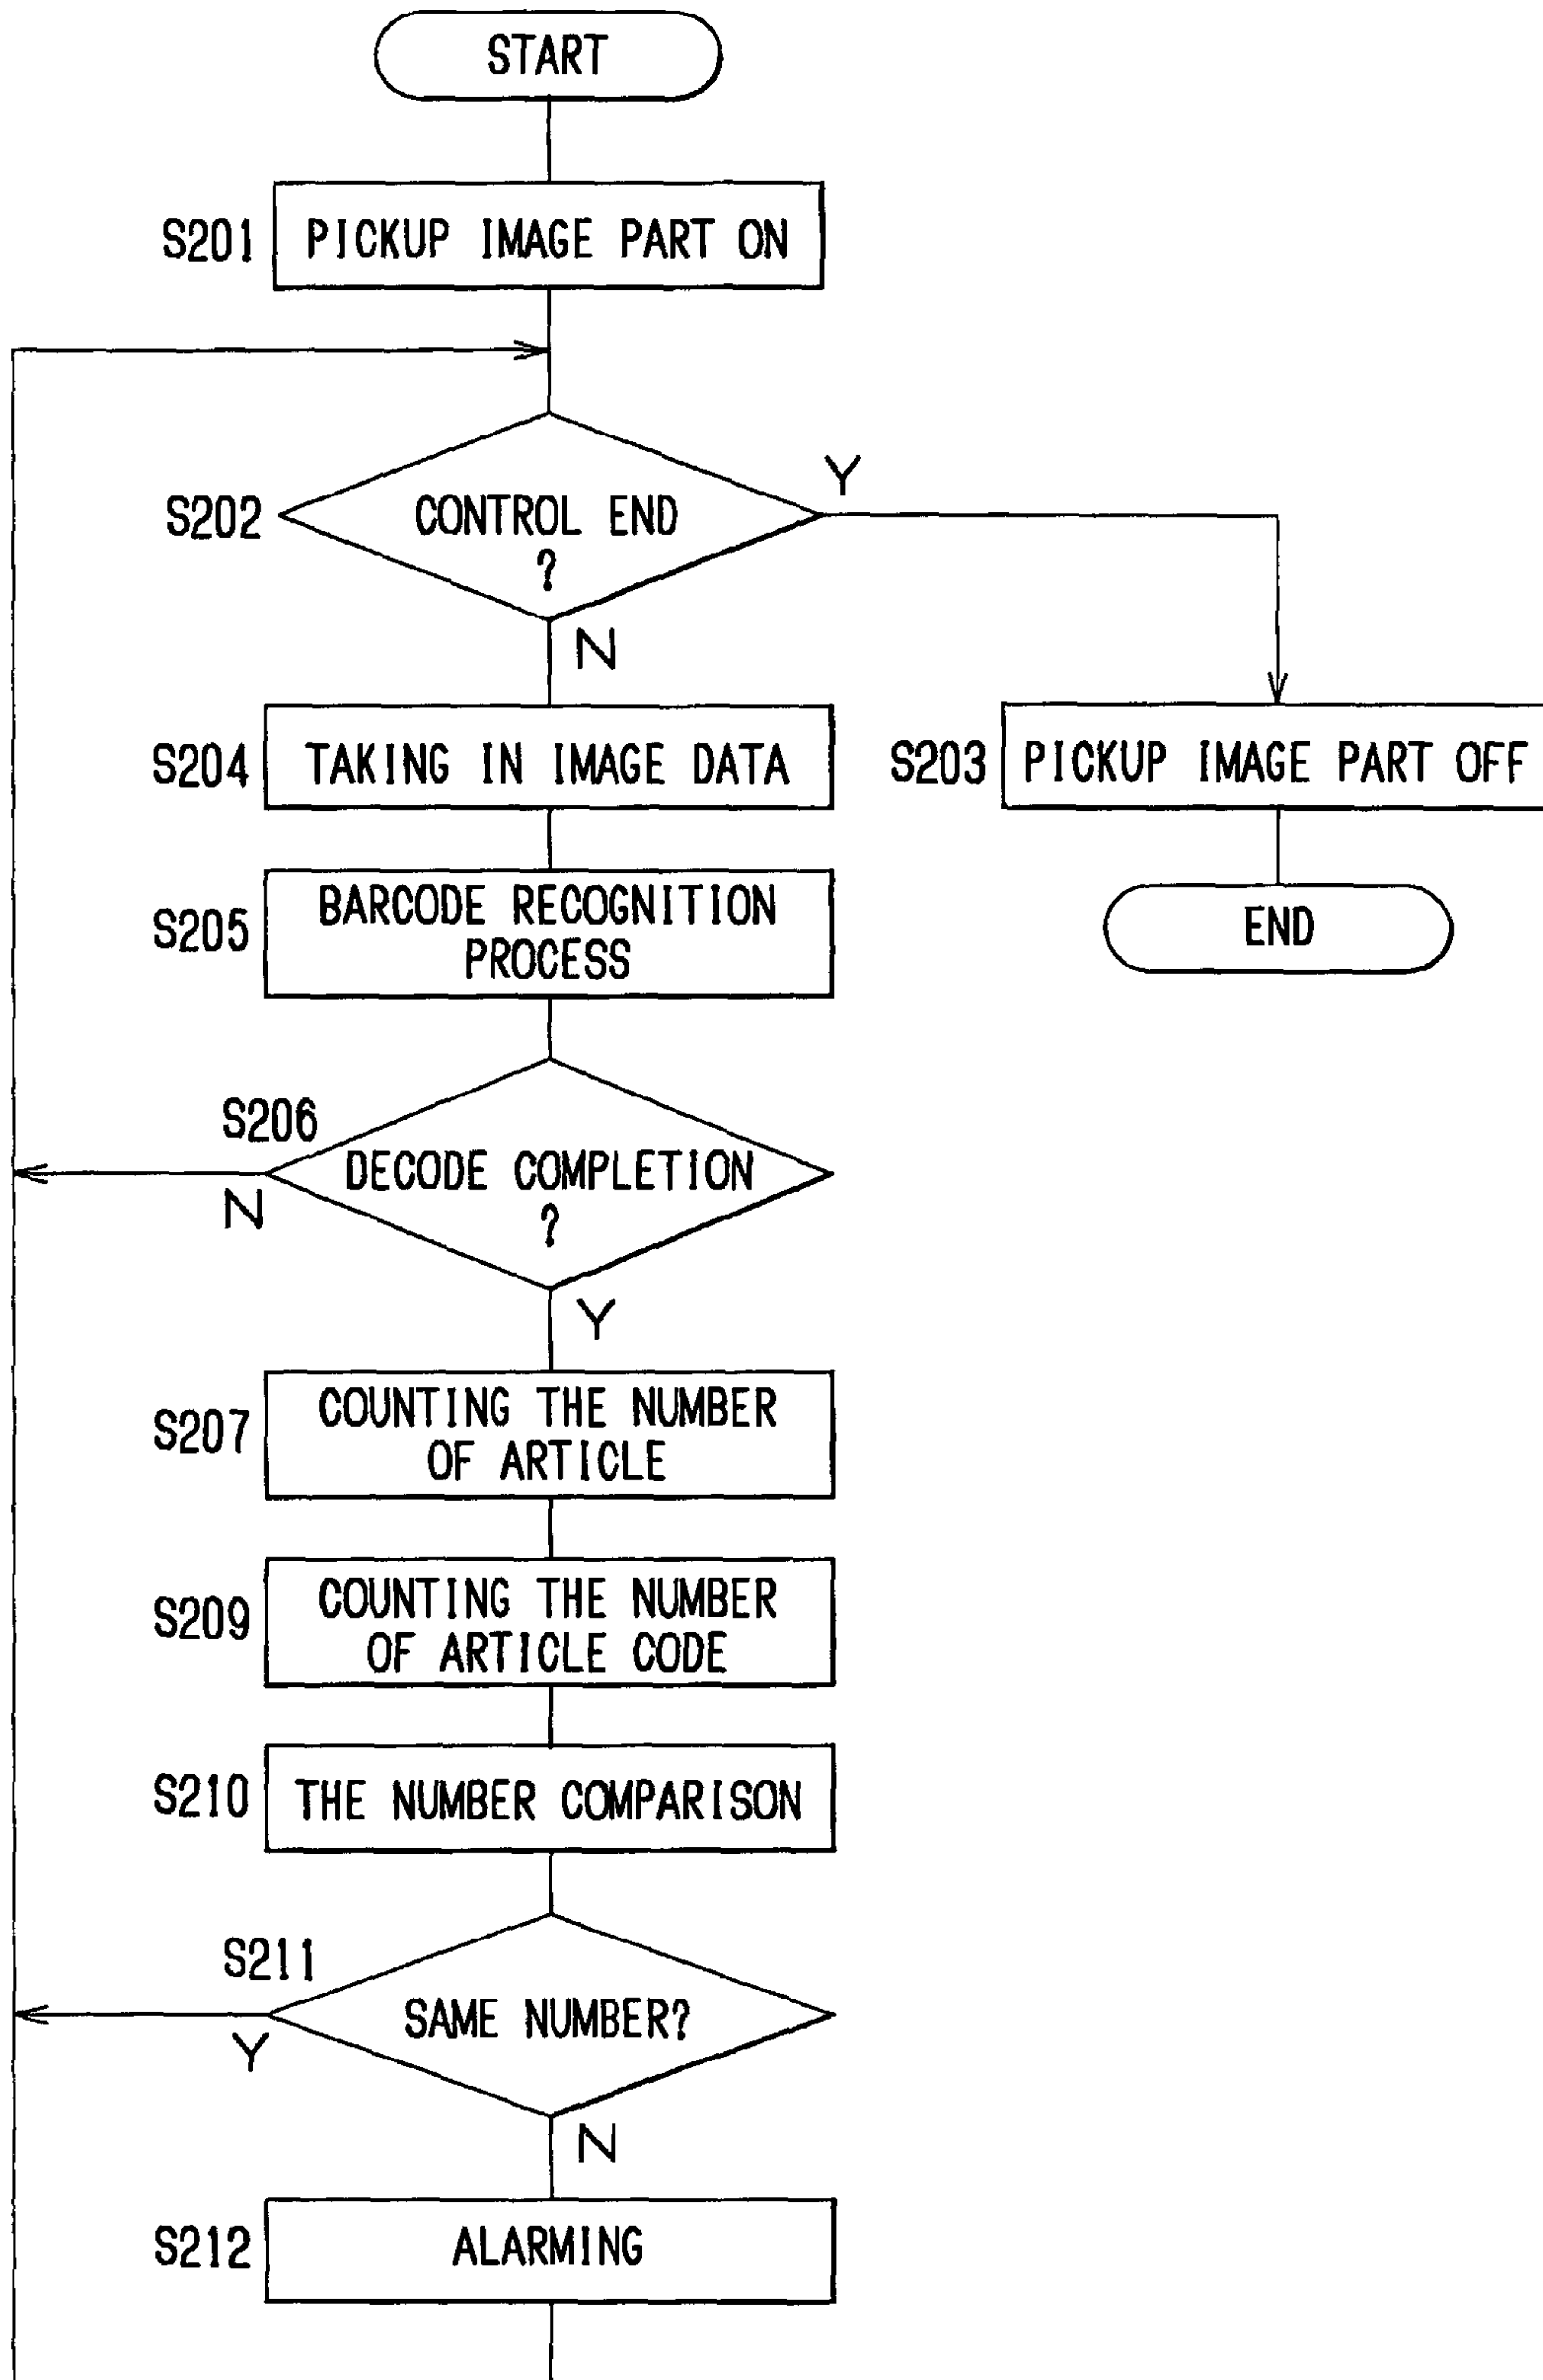 START
S201
PICKUP IMAGE PART ON
S202
CONTROL END
?
Y
N
S204
TAKING IN IMAGE DATA
S203
PICKUP IMAGE PART OFF
S205
BARCODE RECOGNITION
PROCESS
END
S206
DECODE COMPLETION
?
N
Y
S207
COUNTING THE NUMBER
OF ARTICLE
S209
COUNTING THE NUMBER
OF ARTICLE CODE
S210
THE NUMBER COMPARISON
S211
SAME NUMBER?
Y
N
S212
ALARMING